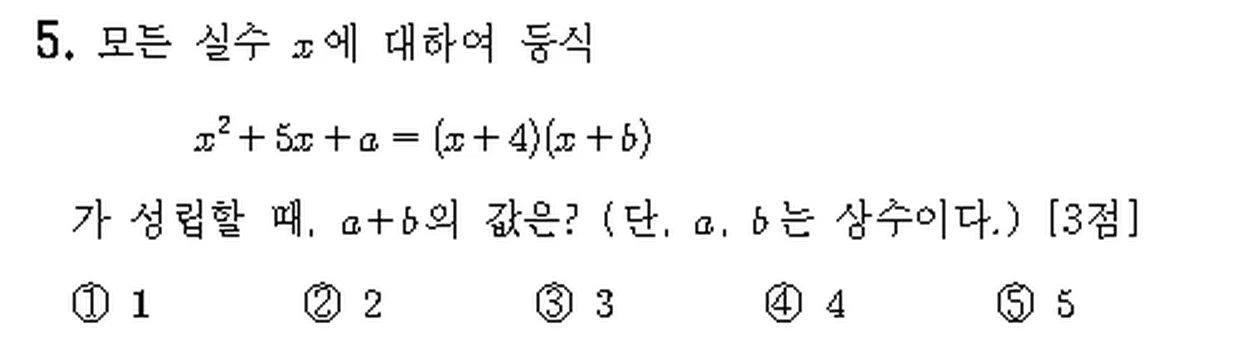 5. 모든 실수 x에 대하여 등식
x² + 5x + a = (x + 4)(x + b)
가 성립할 때, a+b의 값은? (단, a, b는 상수이다.) [3점]
① 1 ② 2 ③ 3 ④ 4 ⑤ 5